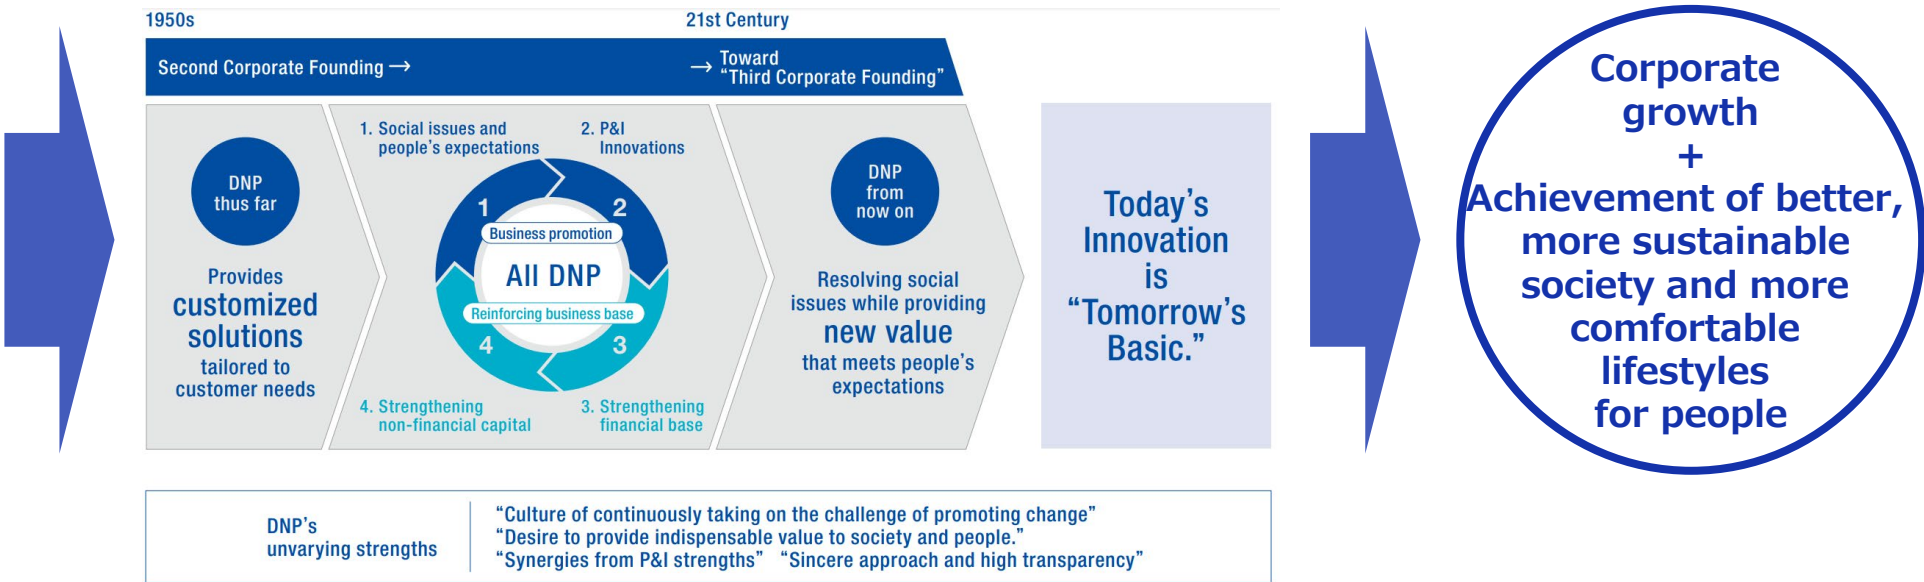 1950s
21st Century
Second Corporate Founding →
→ Toward
“Third Corporate Founding”
DNP
thus far
Provides
customized
solutions
tailored to
customer needs
1. Social issues and
people’s expectations
2. P&I
Innovations
1
2
Business promotion
All DNP
Reinforcing business base
4
3
4. Strengthening
non-financial capital
3. Strengthening
financial base
DNP
from
now on
Resolving social
issues while providing
new value
that meets people’s
expectations
Today’s
Innovation
is
“Tomorrow’s
Basic.”
Corporate
growth
+
Achievement of better,
more sustainable
society and more
comfortable
lifestyles
for people
DNP’s
unvarying strengths
“Culture of continuously taking on the challenge of promoting change”
“Desire to provide indispensable value to society and people.”
“Synergies from P&I strengths” “Sincere approach and high transparency”